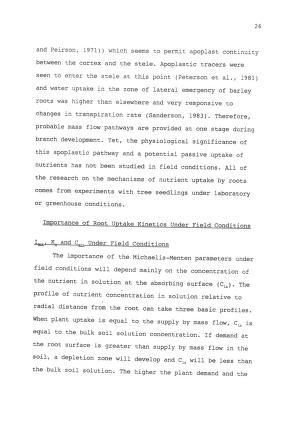 26
and Peirson, 1971)) which seems to permit apoplast continuity
between the cortex and the stele. Apoplastic tracers were
seen to enter the stele at this point (Peterson et al., 1981)
and water uptake in the zone of lateral emergency of barley
roots was higher than elsewhere and very responsive to
changes in transpiration rate (Sanderson, 1983). Therefore,
probable mass flow pathways are provided at one stage during
branch development. Yet, the physiological significance of
this apoplastic pathway and a potential passive uptake of
nutrients has not been studied in field conditions. All of
the research on the mechanisms of nutrient uptake by roots
comes from experiments with tree seedlings under laboratory
or greenhouse conditions.
Importance of Root Uptake Kinetics Under Field Conditions
Imax, Km and Cmin Under Field Conditions
The importance of the Michaelis-Menten parameters under
field conditions will depend mainly on the concentration of
the nutrient in solution at the absorbing surface (Cla). The
profile of nutrient concentration in solution relative to
radial distance from the root can take three basic profiles.
When plant uptake is equal to the supply by mass flow, Cla is
equal to the bulk soil solution concentration. If demand at
the root surface is greater than supply by mass flow in the
soil, a depletion zone will develop and Cla will be less than
the bulk soil solution. The higher the plant demand and the